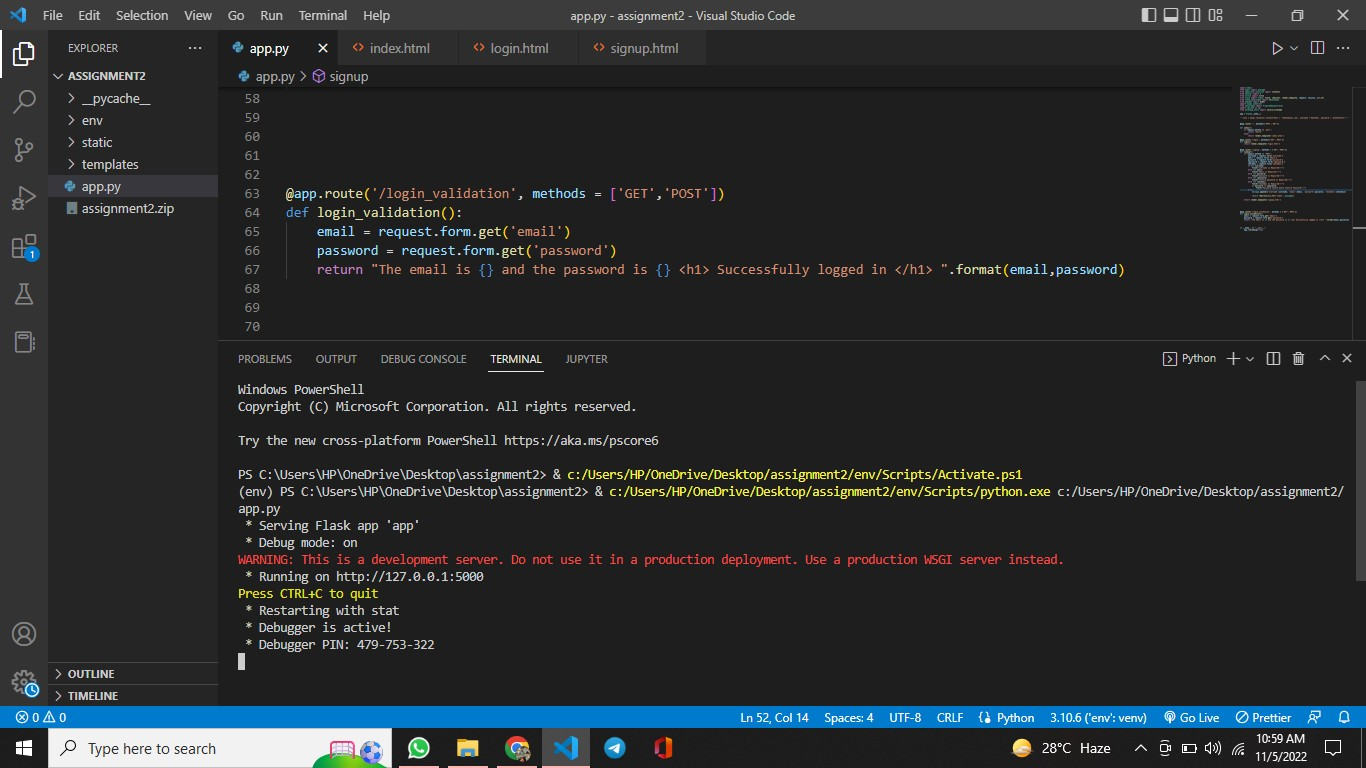 File Edit Selection View Go Run Terminal Help app.py - assignment2 - Visual Studio Code
EXPLORER
ASSIGNMENT2
__pycache__
env
static
templates
app.py
assignment2.zip
OUTLINE
TIMELINE
1
app.py index.html login.html signup.html
app.py > signup
58
59
60
61
62
63 @app.route('/login_validation', methods = ['GET','POST'])
64 def login_validation():
65 email = request.form.get('email')
66 password = request.form.get('password')
67 return "The email is {} and the password is {} <h1> Successfully logged in </h1> ".format(email,password)
68
69
70
PROBLEMS OUTPUT DEBUG CONSOLE TERMINAL JUPYTER Python
Windows PowerShell
Copyright (C) Microsoft Corporation. All rights reserved.
Try the new cross-platform PowerShell https://aka.ms/pscore6
PS C:\Users\HP\OneDrive\Desktop\assignment2> & c:/Users/HP/OneDrive/Desktop/assignment2/env/Scripts/Activate.ps1
(env) PS C:\Users\HP\OneDrive\Desktop\assignment2> & c:/Users/HP/OneDrive/Desktop/assignment2/env/Scripts/python.exe c:/Users/HP/OneDrive/Desktop/assignment2/
app.py
* Serving Flask app 'app'
* Debug mode: on
WARNING: This is a development server. Do not use it in a production deployment. Use a production WSGI server instead.
* Running on http://127.0.0.1:5000
Press CTRL+C to quit
* Restarting with stat
* Debugger is active!
* Debugger PIN: 479-753-322
0 0 Ln 52, Col 14 Spaces: 4 UTF-8 CRLF Python 3.10.6 ('env': venv) Go Live Prettier
Type here to search 28°C Haze 10:59 AM
11/5/2022